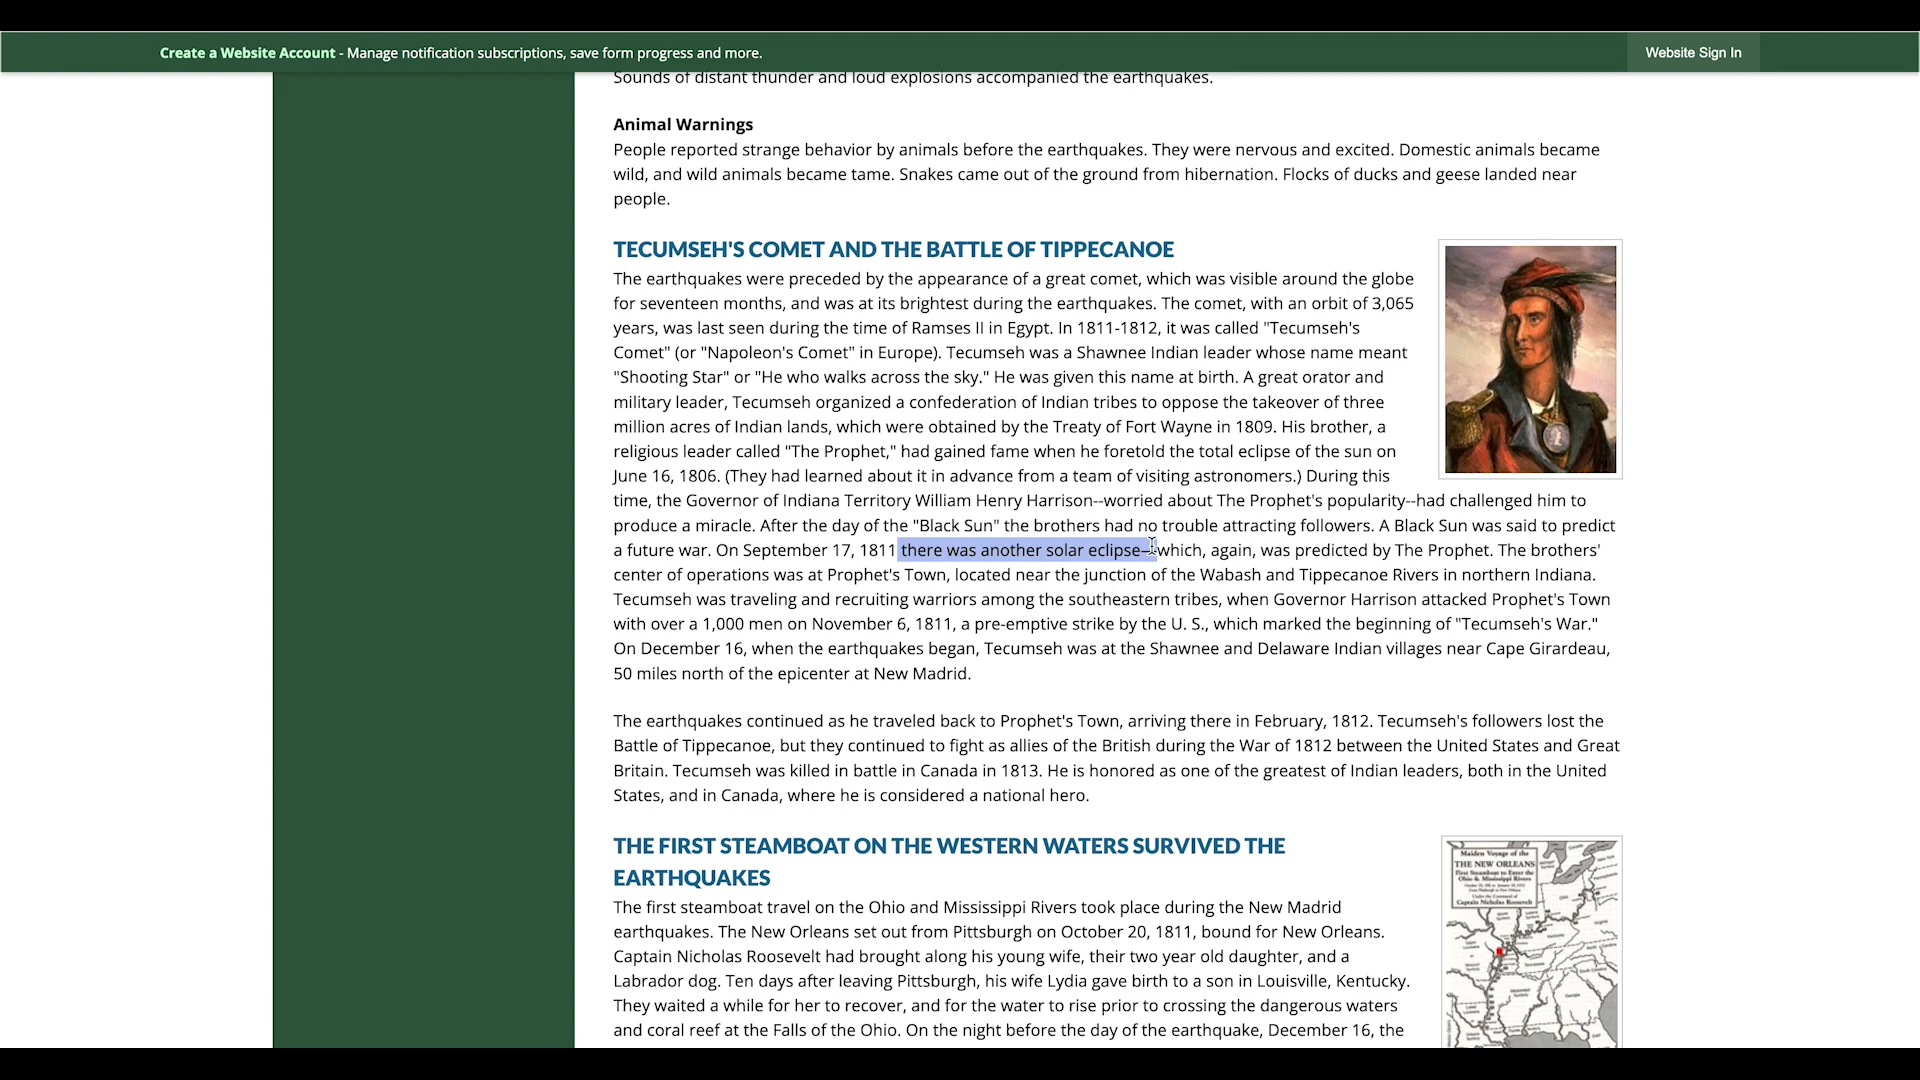 Create a Website Account - Manage notification subscriptions, save form progress and more.
Website Sign In
Sounds of distant thunder and loud explosions accompanied the earthquakes.
Animal Warnings
People reported strange behavior by animals before the earthquakes. They were nervous and excited. Domestic animals became
wild, and wild animals became tame. Snakes came out of the ground from hibernation. Flocks of ducks and geese landed near
people.
TECUMSEH'S COMET AND THE BATTLE OF TIPPECANOE
The earthquakes were preceded by the appearance of a great comet, which was visible around the globe
for seventeen months, and was at its brightest during the earthquakes. The comet, with an orbit of 3,065
years, was last seen during the time of Ramses II in Egypt. In 1811-1812, it was called "Tecumseh's
Comet" (or "Napoleon's Comet" in Europe). Tecumseh was a Shawnee Indian leader whose name meant
"Shooting Star" or "He who walks across the sky." He was given this name at birth. A great orator and
military leader, Tecumseh organized a confederation of Indian tribes to oppose the takeover of three
million acres of Indian lands, which were obtained by the Treaty of Fort Wayne in 1809. His brother, a
religious leader called "The Prophet," had gained fame when he foretold the total eclipse of the sun on
June 16, 1806. (They had learned about it in advance from a team of visiting astronomers.) During this
time, the Governor of Indiana Territory William Henry Harrison--worried about The Prophet's popularity--had challenged him to
produce a miracle. After the day of the "Black Sun" the brothers had no trouble attracting followers. A Black Sun was said to predict
a future war. On September 17, 1811 there was another solar eclipse--which, again, was predicted by The Prophet. The brothers'
center of operations was at Prophet's Town, located near the junction of the Wabash and Tippecanoe Rivers in northern Indiana.
Tecumseh was traveling and recruiting warriors among the southeastern tribes, when Governor Harrison attacked Prophet's Town
with over a 1,000 men on November 6, 1811, a pre-emptive strike by the U. S., which marked the beginning of "Tecumseh's War."
On December 16, when the earthquakes began, Tecumseh was at the Shawnee and Delaware Indian villages near Cape Girardeau,
50 miles north of the epicenter at New Madrid.
The earthquakes continued as he traveled back to Prophet's Town, arriving there in February, 1812. Tecumseh's followers lost the
Battle of Tippecanoe, but they continued to fight as allies of the British during the War of 1812 between the United States and Great
Britain. Tecumseh was killed in battle in Canada in 1813. He is honored as one of the greatest of Indian leaders, both in the United
States, and in Canada, where he is considered a national hero.
THE FIRST STEAMBOAT ON THE WESTERN WATERS SURVIVED THE
EARTHQUAKES
The first steamboat travel on the Ohio and Mississippi Rivers took place during the New Madrid
earthquakes. The New Orleans set out from Pittsburgh on October 20, 1811, bound for New Orleans.
Captain Nicholas Roosevelt had brought along his young wife, their two year old daughter, and a
Labrador dog. Ten days after leaving Pittsburgh, his wife Lydia gave birth to a son in Louisville, Kentucky.
They waited a while for her to recover, and for the water to rise prior to crossing the dangerous waters
and coral reef at the Falls of the Ohio. On the night before the day of the earthquake, December 16, the
Maiden Voyage of the
THE NEW ORLEANS
First Steamboat to Enter the
Ohio & Mississippi Rivers
Captain Nicholas Roosevelt